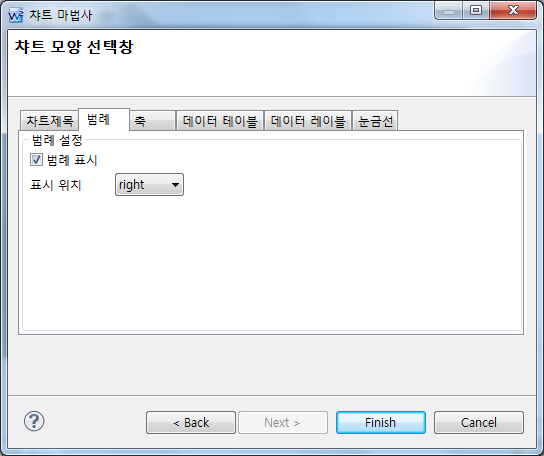 챠트 마법사
챠트 모양 선택창
차트제목 범례 축 데이터 테이블 데이터 레이블 눈금선
범례 설정
범례 표시
표시 위치 right
< Back Next > Finish Cancel